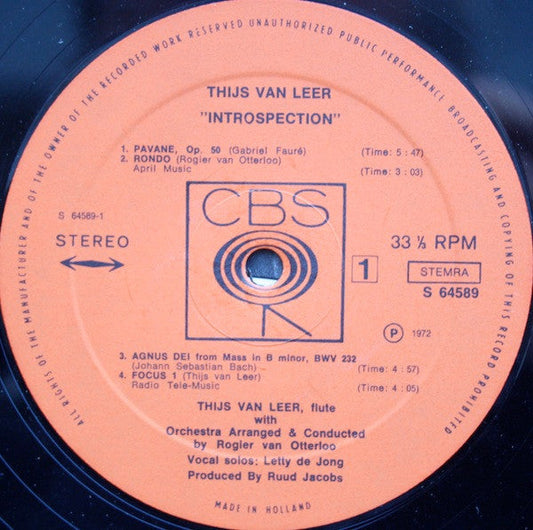 ALL RIGHTS OF THE MANUFACTURER AND OF THE OWNER OF THE RECORDED WORK RESERVED UNAUTHORIZED PUBLIC PERFORMANCE BROADCASTING AND COPYING OF THIS RECORD PROHIBITED
THIJS VAN LEER
"INTROSPECTION"
1. PAVANE, Op. 50 (Gabriel Fauré) (Time: 5:47)
2. RONDO (Rogier van Otterloo) (Time: 3:03)
April Music
CBS
S 64589-1
STEREO
33⅓ RPM
1
STEMRA
S 64589
P 1972
3. AGNUS DEI from Mass in B minor, BWV 232
(Johann Sebastian Bach) (Time: 4:57)
4. FOCUS 1 (Thijs van Leer) (Time: 4:05)
Radio Tele-Music
THIJS VAN LEER, flute
with
Orchestra Arranged & Conducted
by Rogier van Otterloo
Vocal solos: Letty de Jong
Produced By Ruud Jacobs
MADE IN HOLLAND